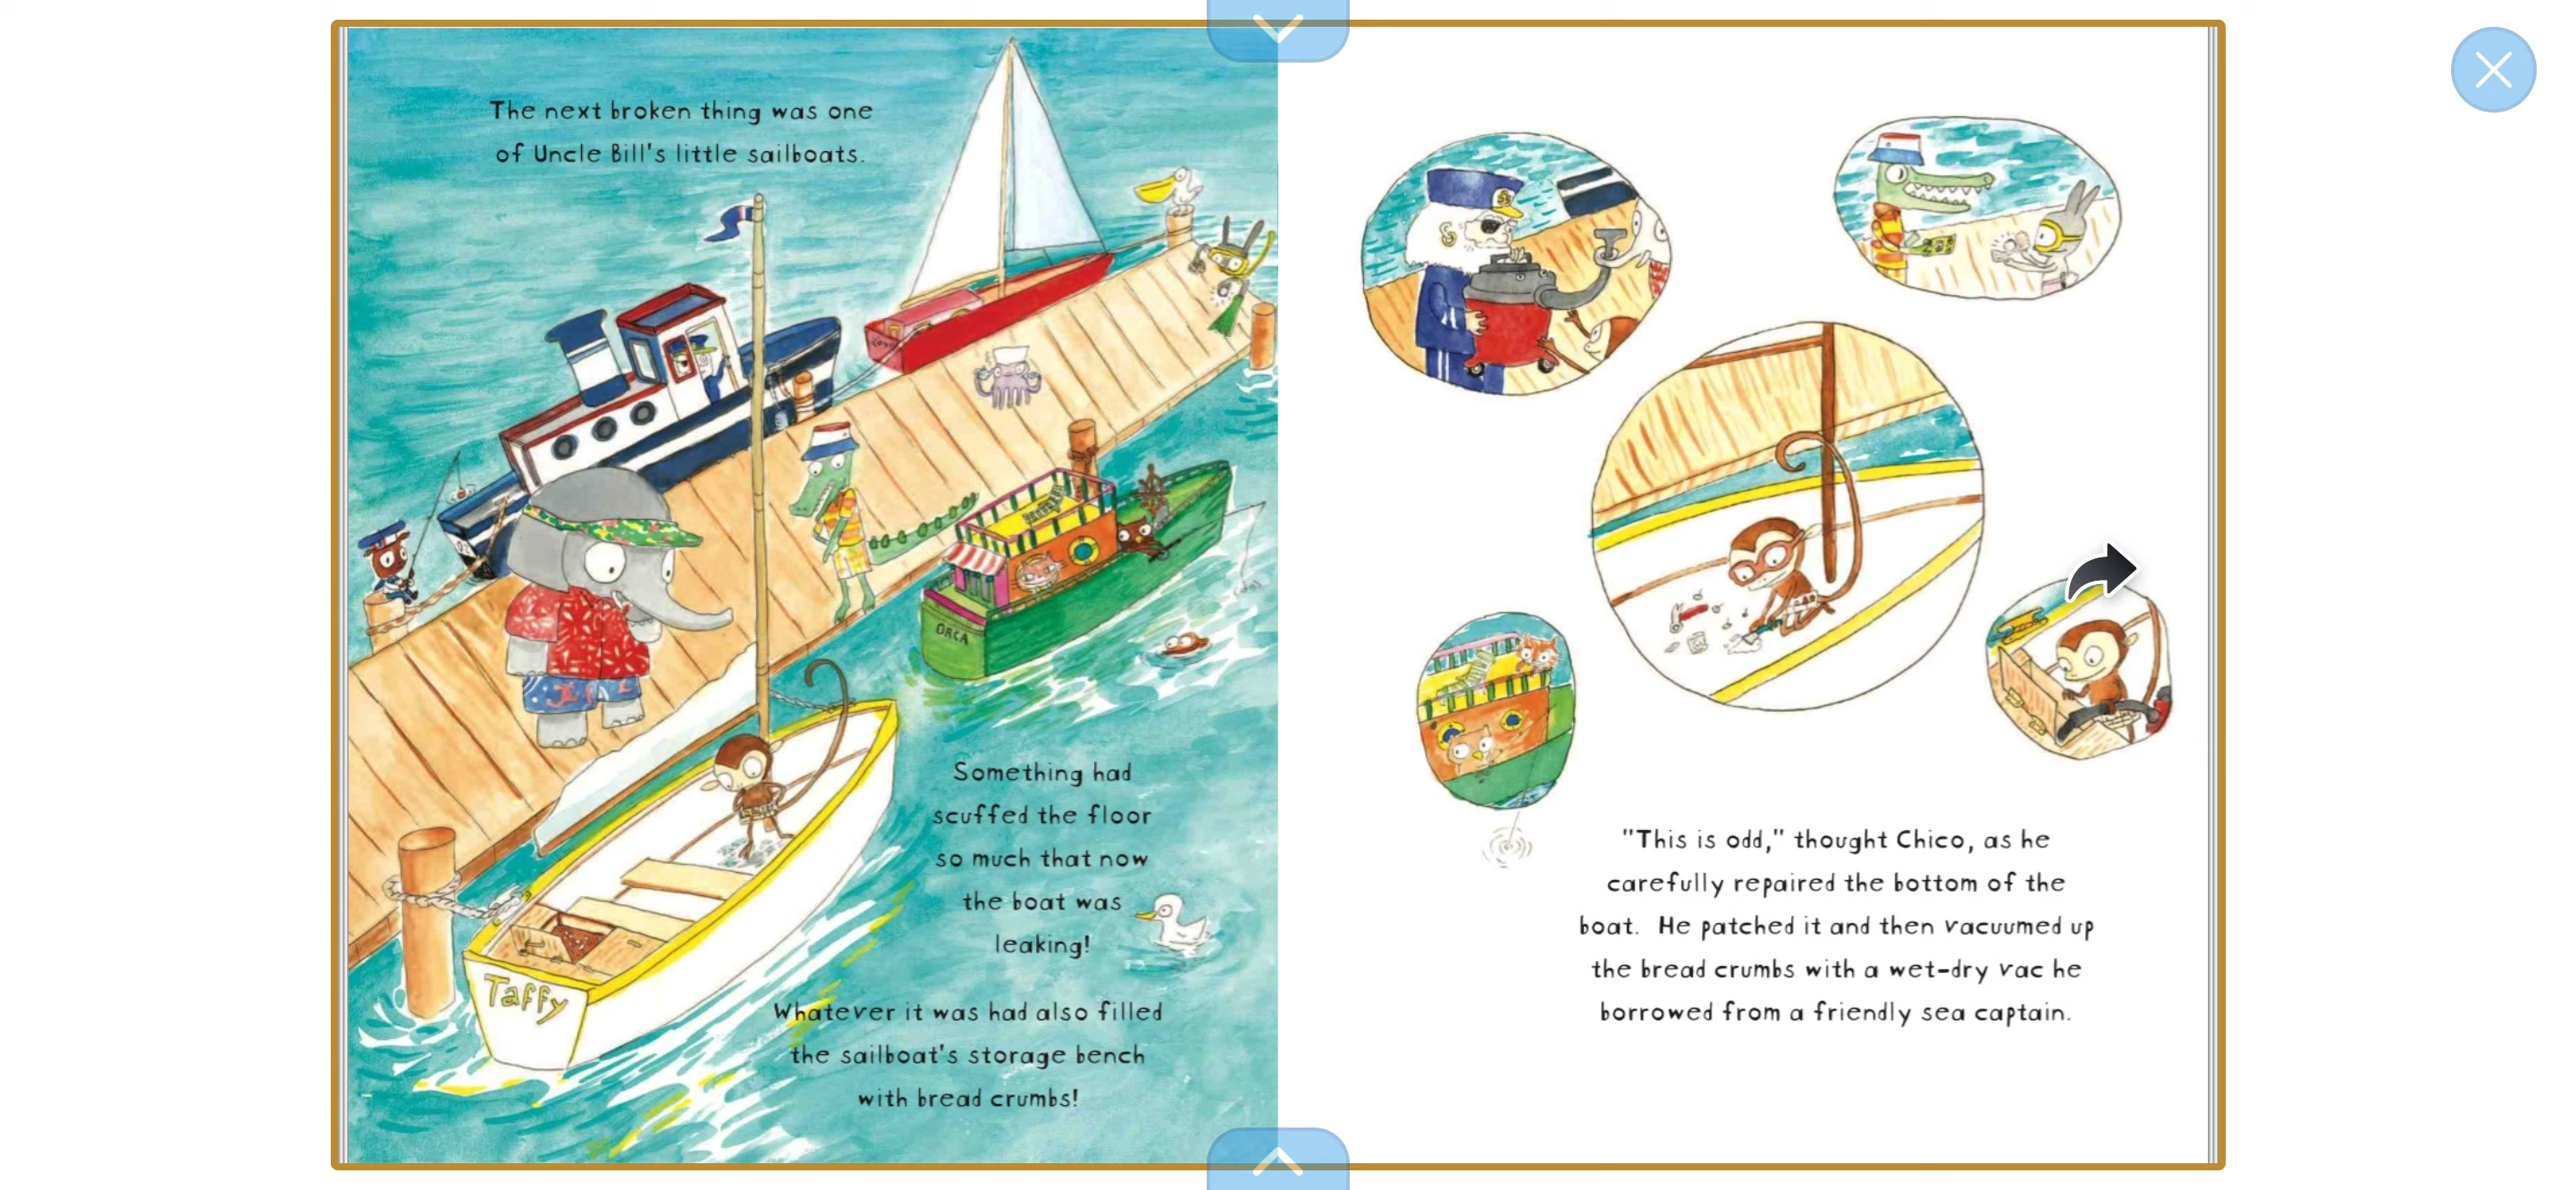 The next broken thing was one
of Uncle Bill's little sailboats.
ORCA
Something had
scuffed the floor
so much that now
the boat was
leaking!
Taffy
Whatever it was had also filled
the sailboat's storage bench
with bread crumbs!
"This is odd," thought Chico, as he
carefully repaired the bottom of the
boat. He patched it and then vacuumed up
the bread crumbs with a wet-dry vac he
borrowed from a friendly sea captain.